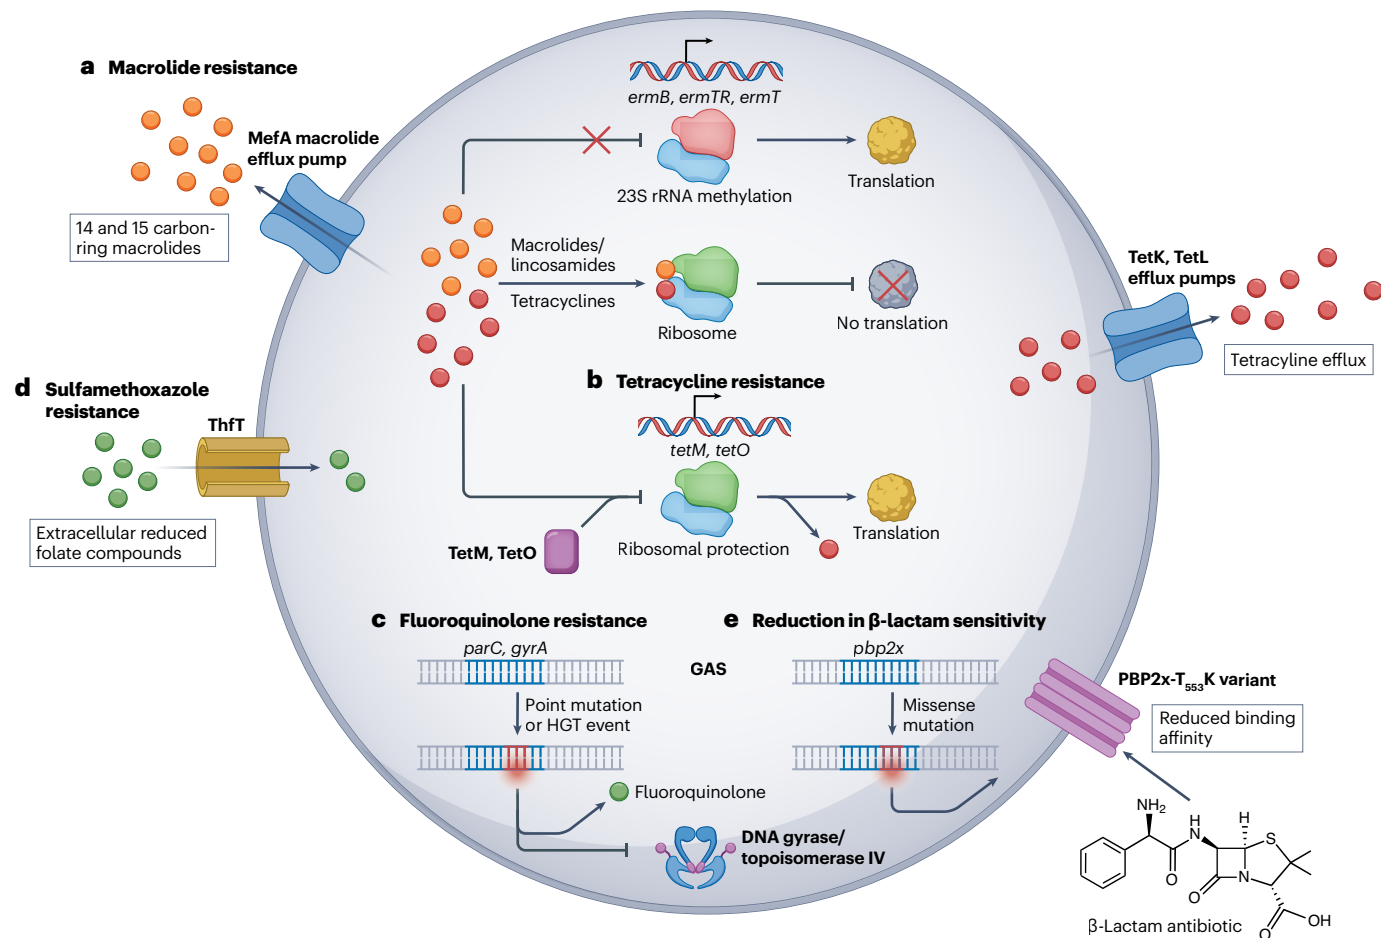 a Macrolide resistance
MefA macrolide
efflux pump
14 and 15 carbon-
ring macrolides
ermB, ermTR, ermT
23S rRNA methylation
Translation
Macrolides/
lincosamides
Tetracyclines
Ribosome
No translation
TetK, TetL
efflux pumps
Tetracyline efflux
d Sulfamethoxazole
resistance
ThfT
Extracellular reduced
folate compounds
b Tetracycline resistance
tetM, tetO
TetM, TetO
Ribosomal protection
Translation
c Fluoroquinolone resistance
parC, gyrA
Point mutation
or HGT event
Fluoroquinolone
DNA gyrase/
topoisomerase IV
GAS
e Reduction in β-lactam sensitivity
pbp2x
Missense
mutation
PBP2x-T553K variant
Reduced binding
affinity
NH2
H
N
H
S
O
O
N
O
OH
β-Lactam antibiotic